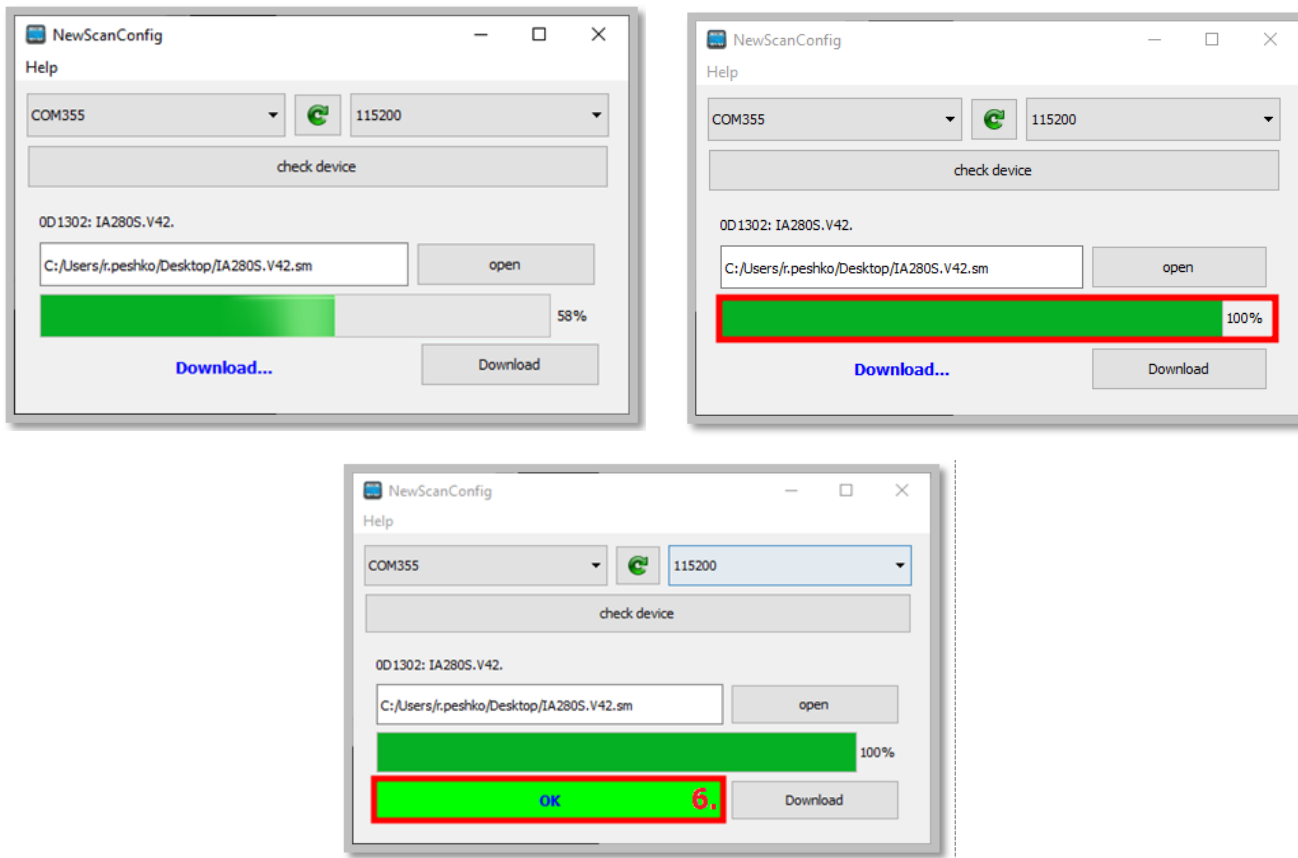 NewScanConfig
Help
COM355 115200
check device
0D1302: IA280S.V42.
C:/Users/r.peshko/Desktop/IA280S.V42.sm open
58%
Download... Download
NewScanConfig
Help
COM355 115200
check device
0D1302: IA280S.V42.
C:/Users/r.peshko/Desktop/IA280S.V42.sm open
100%
Download... Download
NewScanConfig
Help
COM355 115200
check device
0D1302: IA280S.V42.
C:/Users/r.peshko/Desktop/IA280S.V42.sm open
100%
OK 6. Download